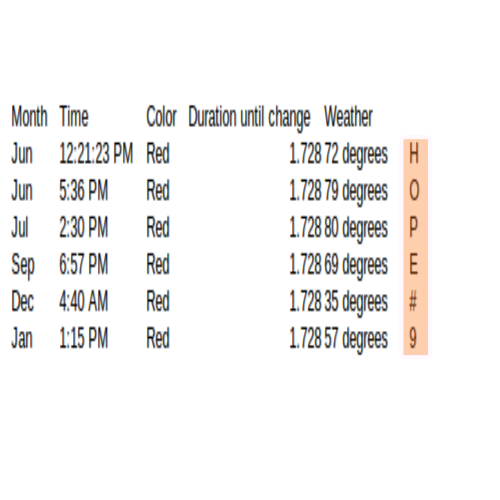 Month Time Color Duration until change Weather
Jun 12:21:23 PM Red 1.728 72 degrees H
Jun 5:36 PM Red 1.728 79 degrees O
Jul 2:30 PM Red 1.728 80 degrees P
Sep 6:57 PM Red 1.728 69 degrees E
Dec 4:40 AM Red 1.728 35 degrees #
Jan 1:15 PM Red 1.728 57 degrees 9